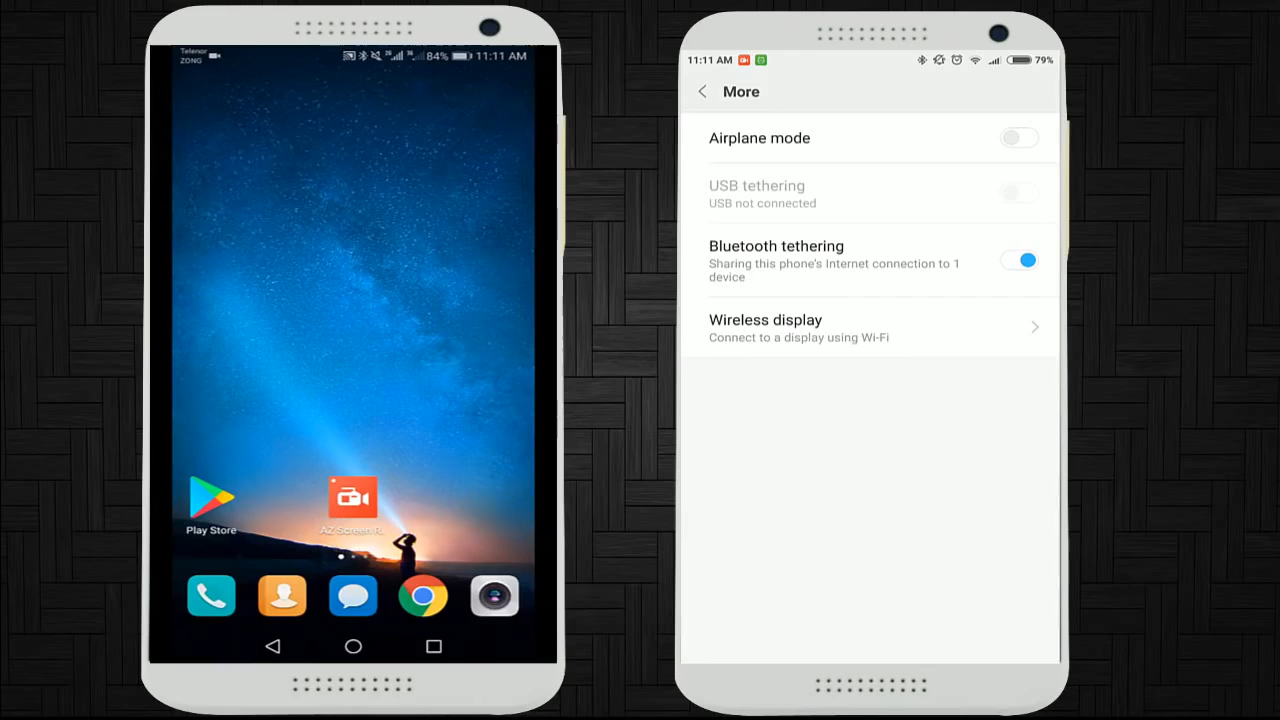 Telenor
ZONG
2G
3G
84%
11:11 AM
Play Store
AZ Screen R.
11:11 AM
79%
More
Airplane mode
USB tethering
USB not connected
Bluetooth tethering
Sharing this phone's Internet connection to 1
device
Wireless display
Connect to a display using Wi-Fi